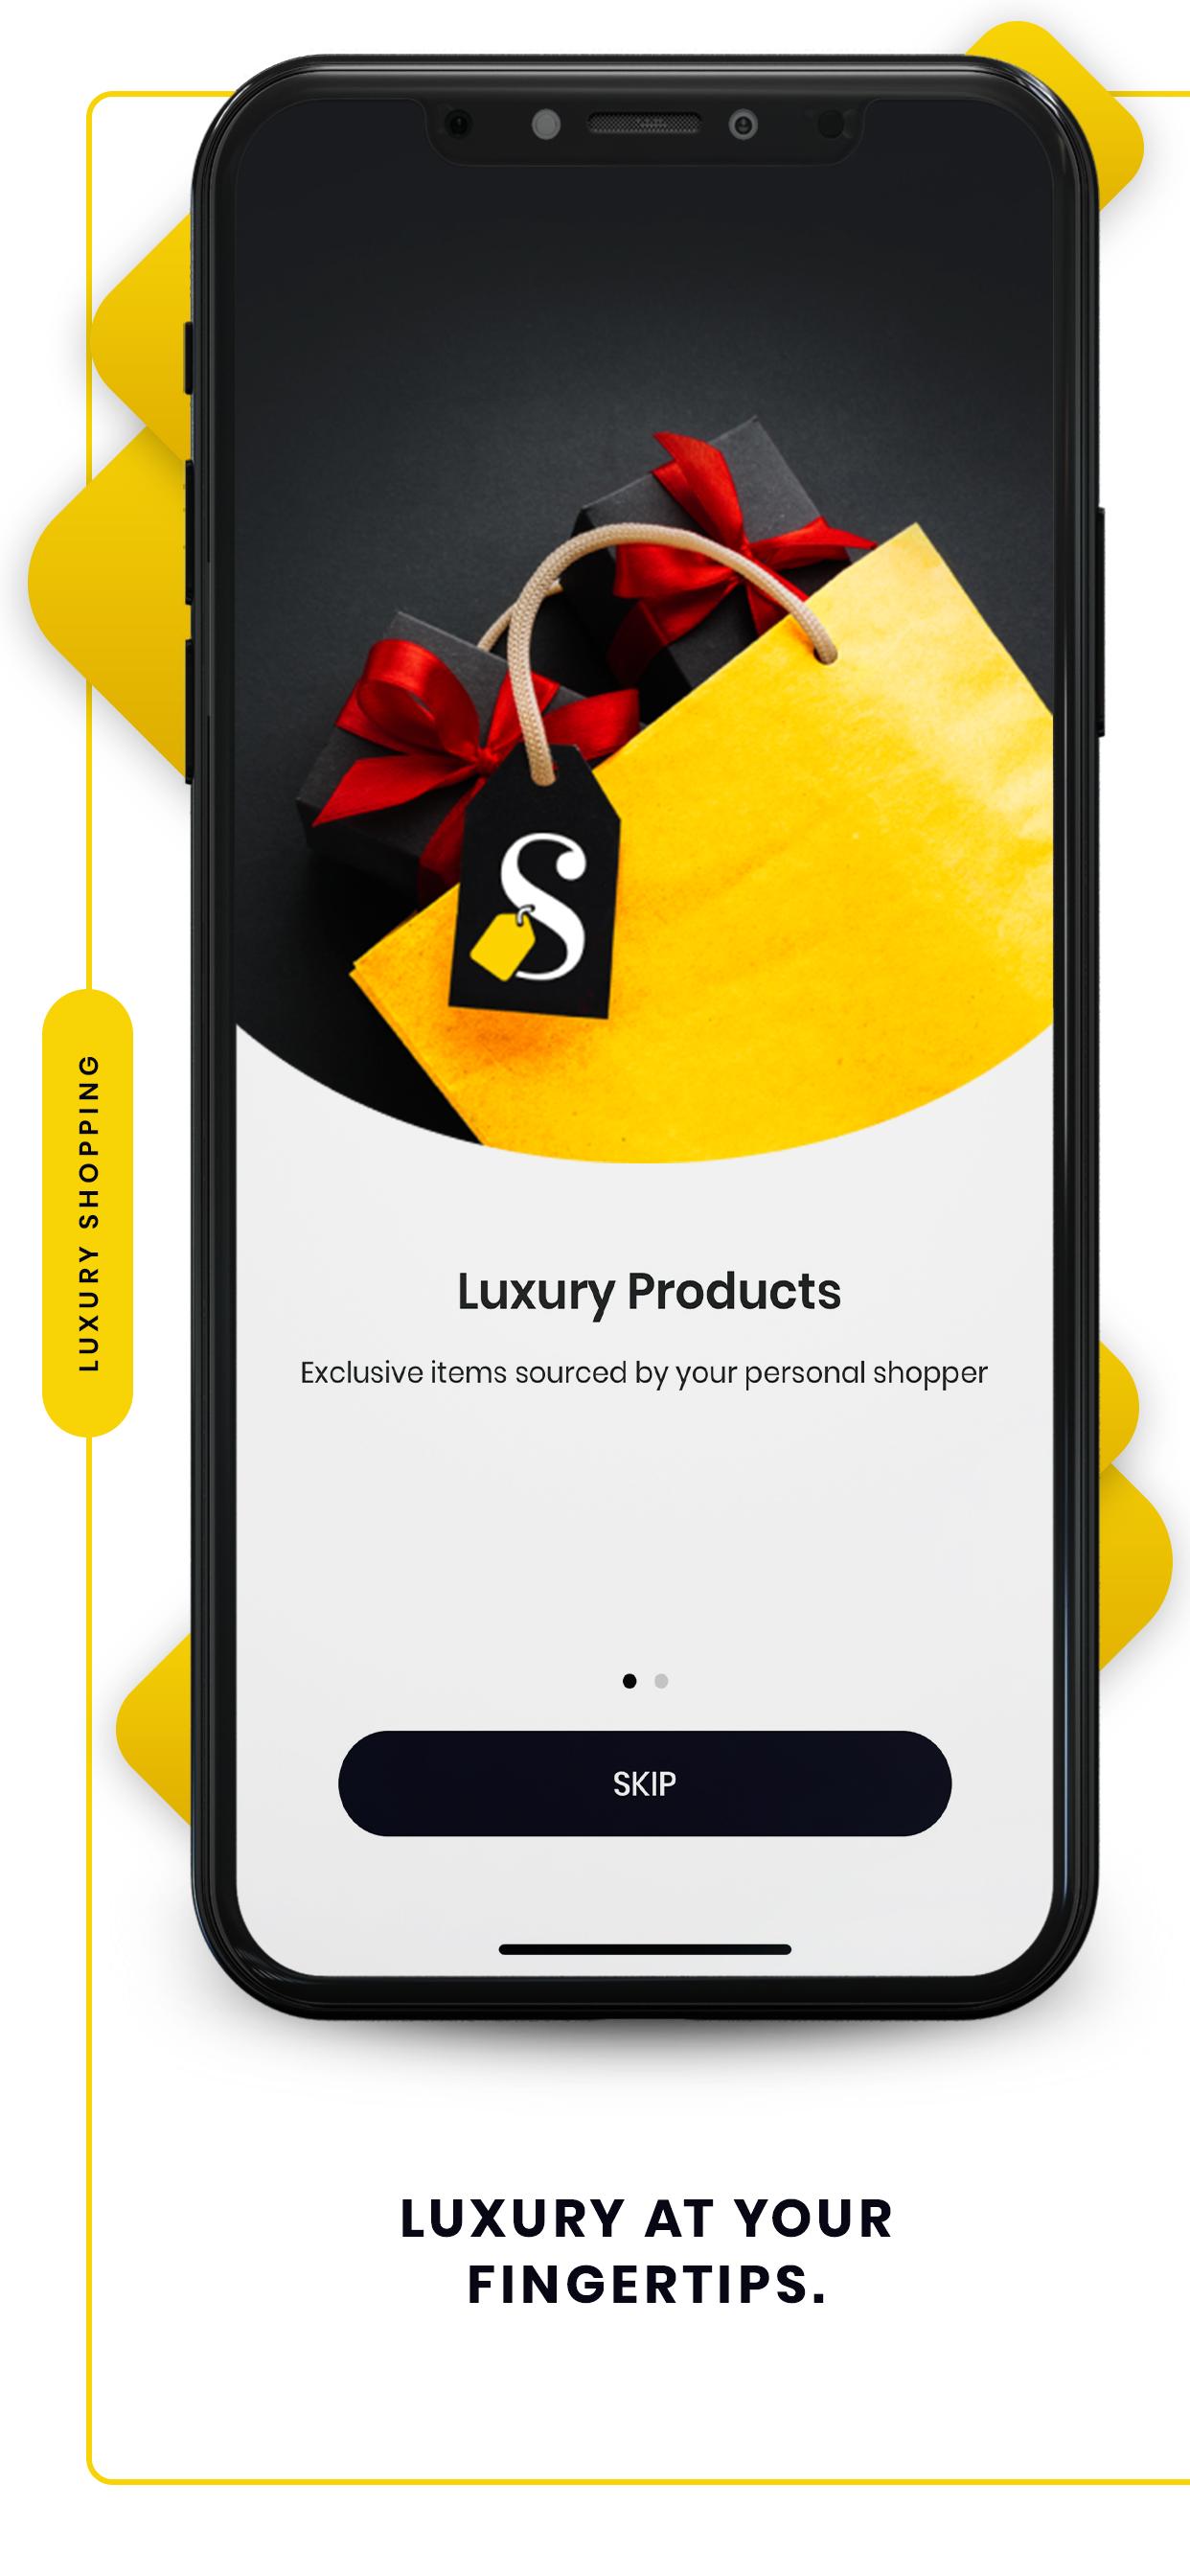 S
LUXURY SHOPPING
Luxury Products
Exclusive items sourced by your personal shopper
SKIP
LUXURY AT YOUR
FINGERTIPS.